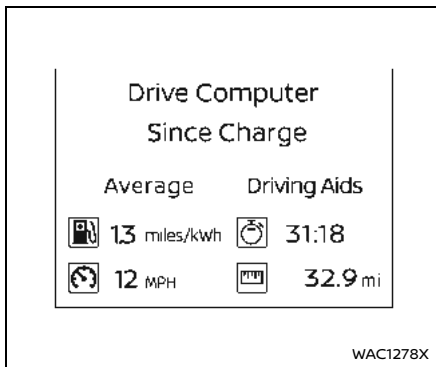 Drive Computer
Since Charge
Average Driving Aids
1.3 miles/kWh 31:18
12 MPH 32.9 mi
WAC1278X